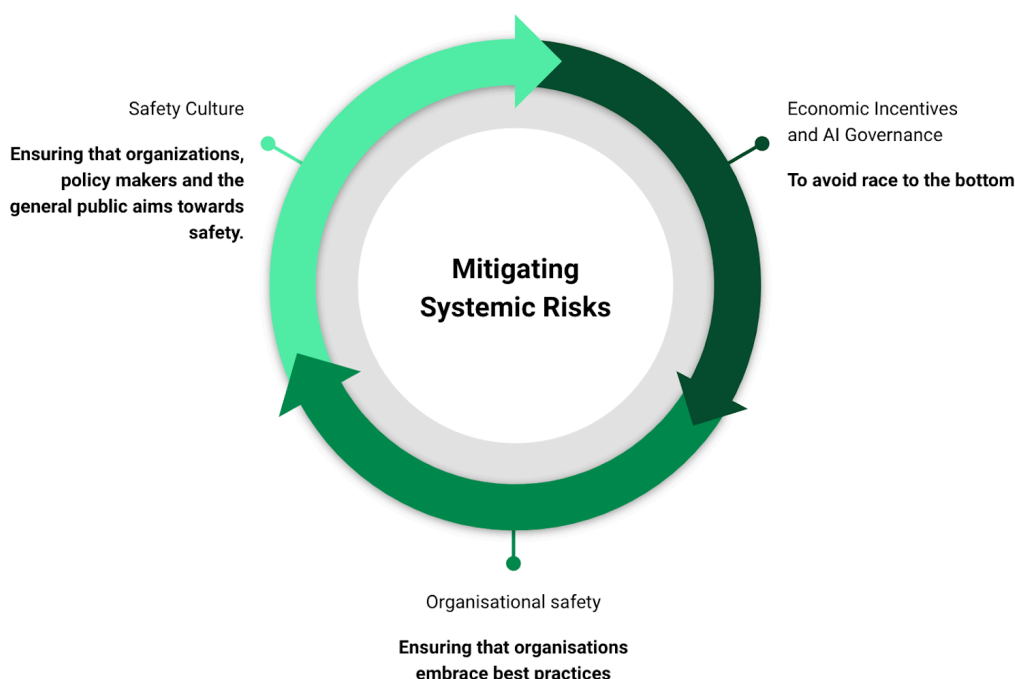 Safety Culture
Ensuring that organizations,
policy makers and the
general public aims towards
safety.
Economic Incentives
and AI Governance
To avoid race to the bottom
Mitigating
Systemic Risks
Organisational safety
Ensuring that organisations
embrace best practices